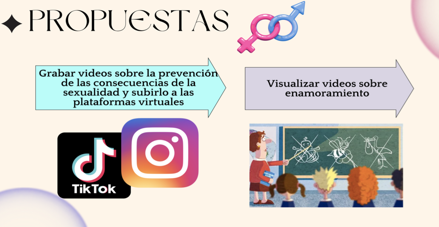 PROPUESTAS
Grabar videos sobre la prevención
de las consecuencias de la
sexualidad y subirlo a las
plataformas virtuales
Visualizar videos sobre
enamoramiento
TikTok